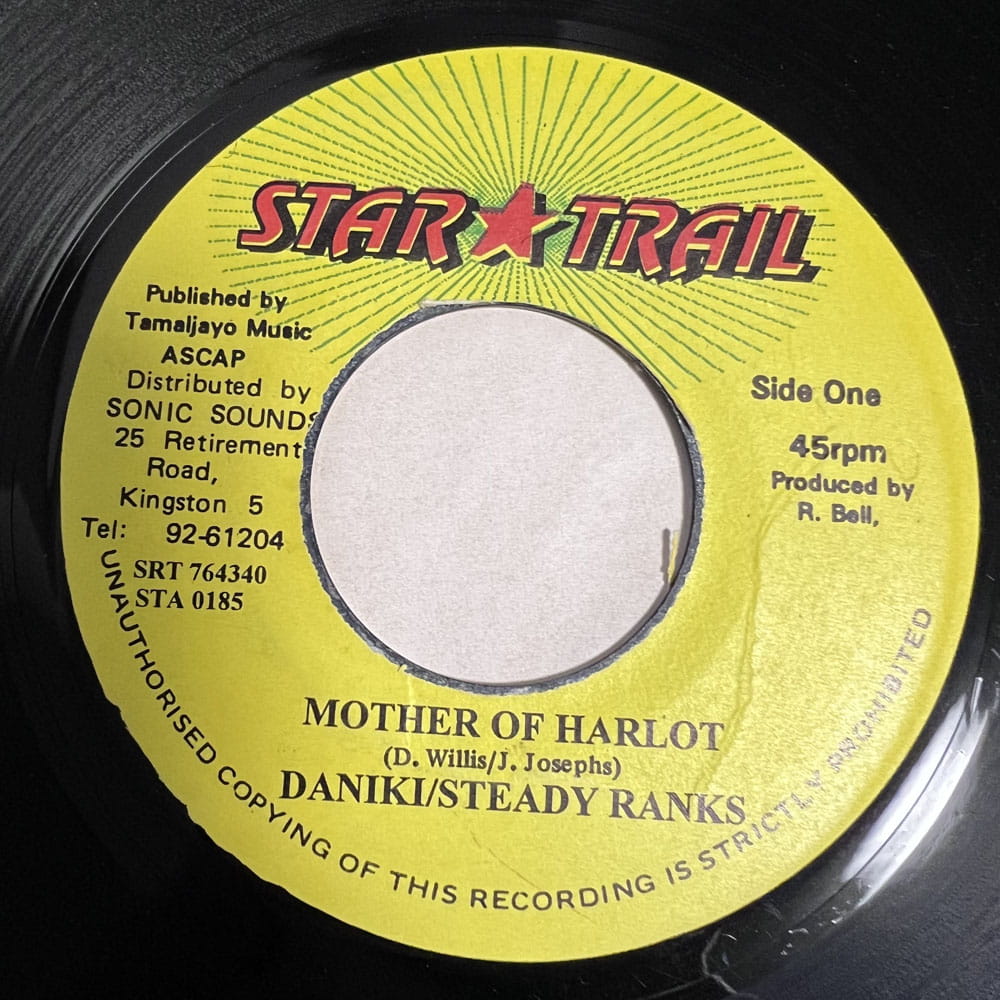 STAR TRAIL
Published by
Tamaljayo Music
ASCAP
Distributed by
SONIC SOUNDS
25 Retirement
Road,
Kingston 5
Tel: 92-61204
SRT 764340
STA 0185
Side One
45rpm
Produced by
R. Bell,
MOTHER OF HARLOT
(D. Willis/J. Josephs)
DANIKI/STEADY RANKS
UNAUTHORISED COPYING OF THIS RECORDING IS STRICTLY PROHIBITED